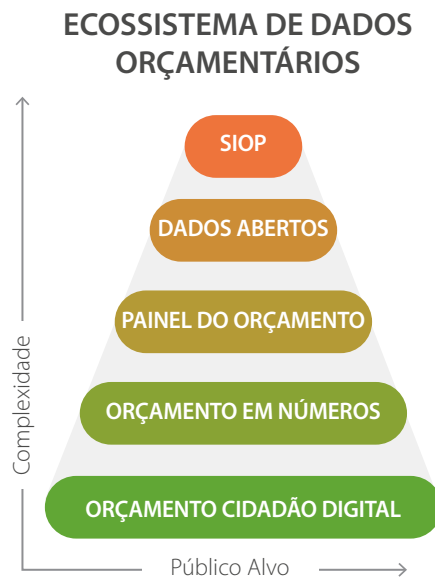 ECOSSISTEMA DE DADOS
ORÇAMENTÁRIOS
SIOP
DADOS ABERTOS
PAINEL DO ORÇAMENTO
ORÇAMENTO EM NÚMEROS
ORÇAMENTO CIDADÃO DIGITAL
Complexidade
Público Alvo